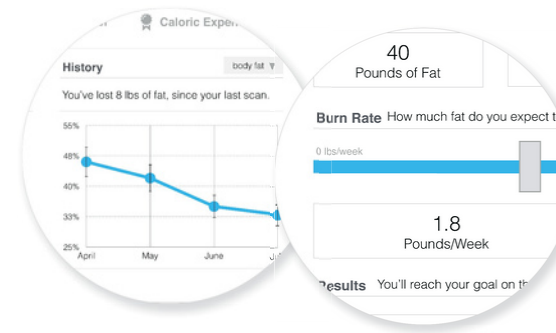 Caloric Expen
History
body fat
You've lost 8 lbs of fat, since your last scan.
55%
48%
40%
33%
25%
April May June Jul
40
Pounds of Fat
Burn Rate How much fat do you expect t
0 lbs/week
1.8
Pounds/Week
Results You'll reach your goal on th